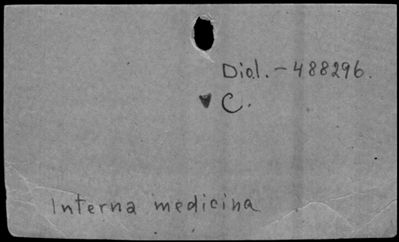 Diol. - 488296.
C.
Interna medicina